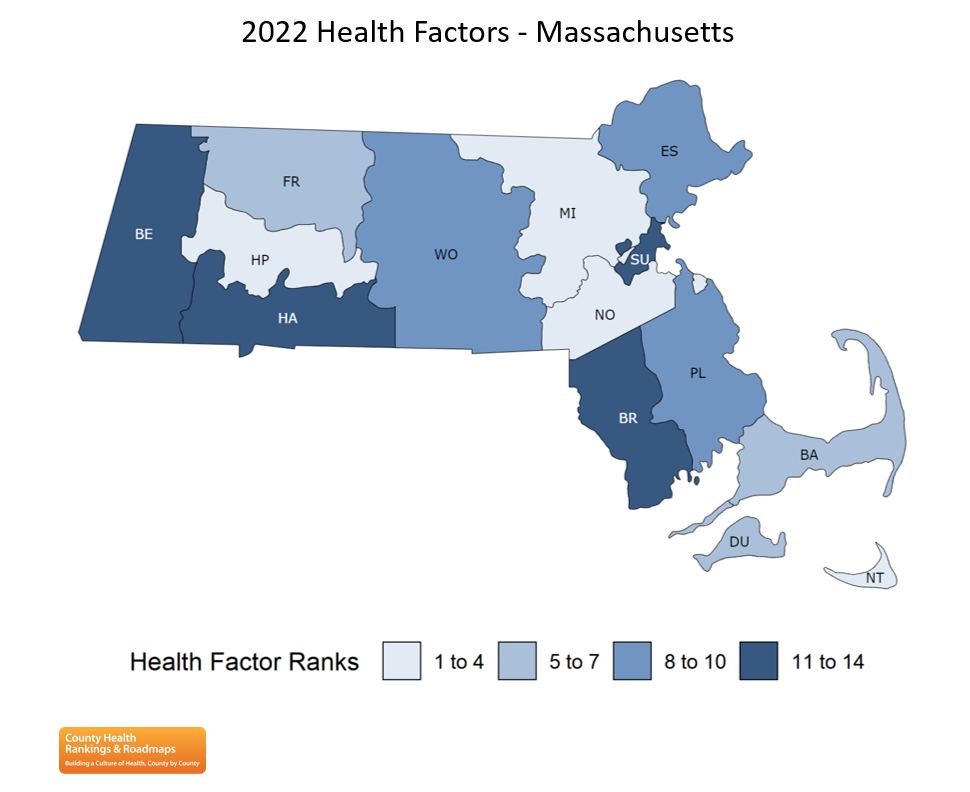 2022 Health Factors - Massachusetts
ES
FR
MI
BE
WO
HP
SU
HA
NO
PL
BR
BA
DU
NT
Health Factor Ranks 1 to 4 5 to 7 8 to 10 11 to 14
County Health
Rankings & Roadmaps
Building a Culture of Health, County by County